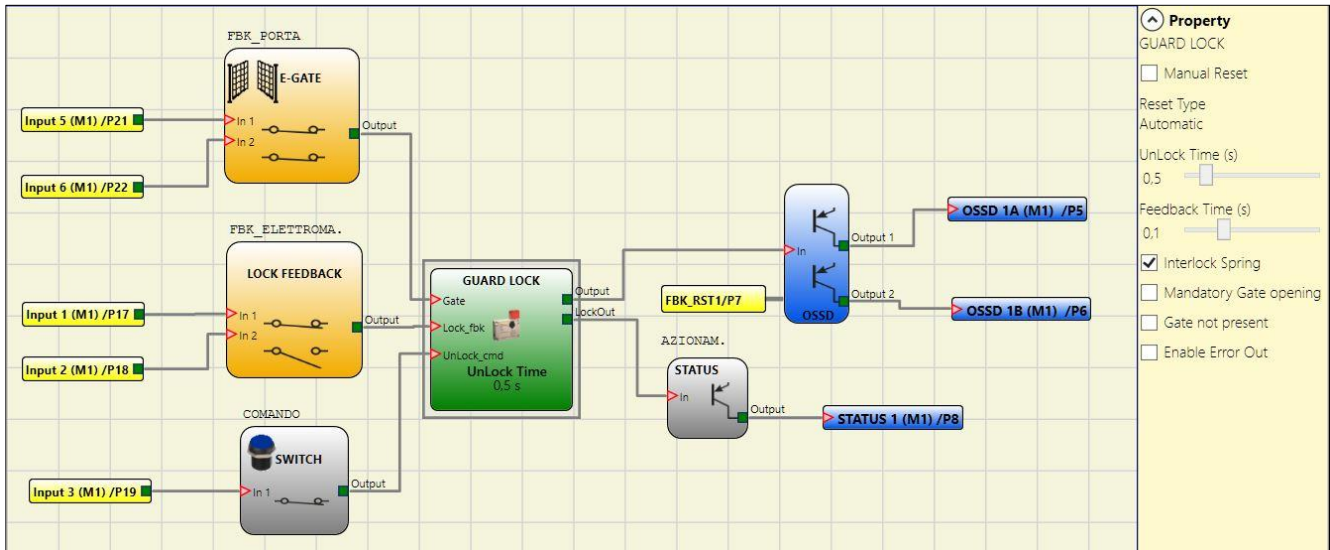 FBK_PORTA
E-GATE
Input 5 (M1) /P21
In 1
Output
In 2
Input 6 (M1) /P22
FBK_ELETTROMA.
LOCK FEEDBACK
Input 1 (M1) /P17
In 1
Output
In 2
Input 2 (M1) /P18
COMANDO
SWITCH
Input 3 (M1) /P19
In 1
Output
GUARD LOCK
Gate
Output
LockOut
Lock_fbk
UnLock_cmd
UnLock Time
0,5 s
FBK_RST1/P7
In
Output 1
Output 2
OSSD
OSSD 1A (M1) /P5
OSSD 1B (M1) /P6
AZIONAM.
STATUS
In
Output
STATUS 1 (M1) /P8
Property
GUARD LOCK
Manual Reset
Reset Type
Automatic
UnLock Time (s)
0,5
Feedback Time (s)
0,1
Interlock Spring
Mandatory Gate opening
Gate not present
Enable Error Out